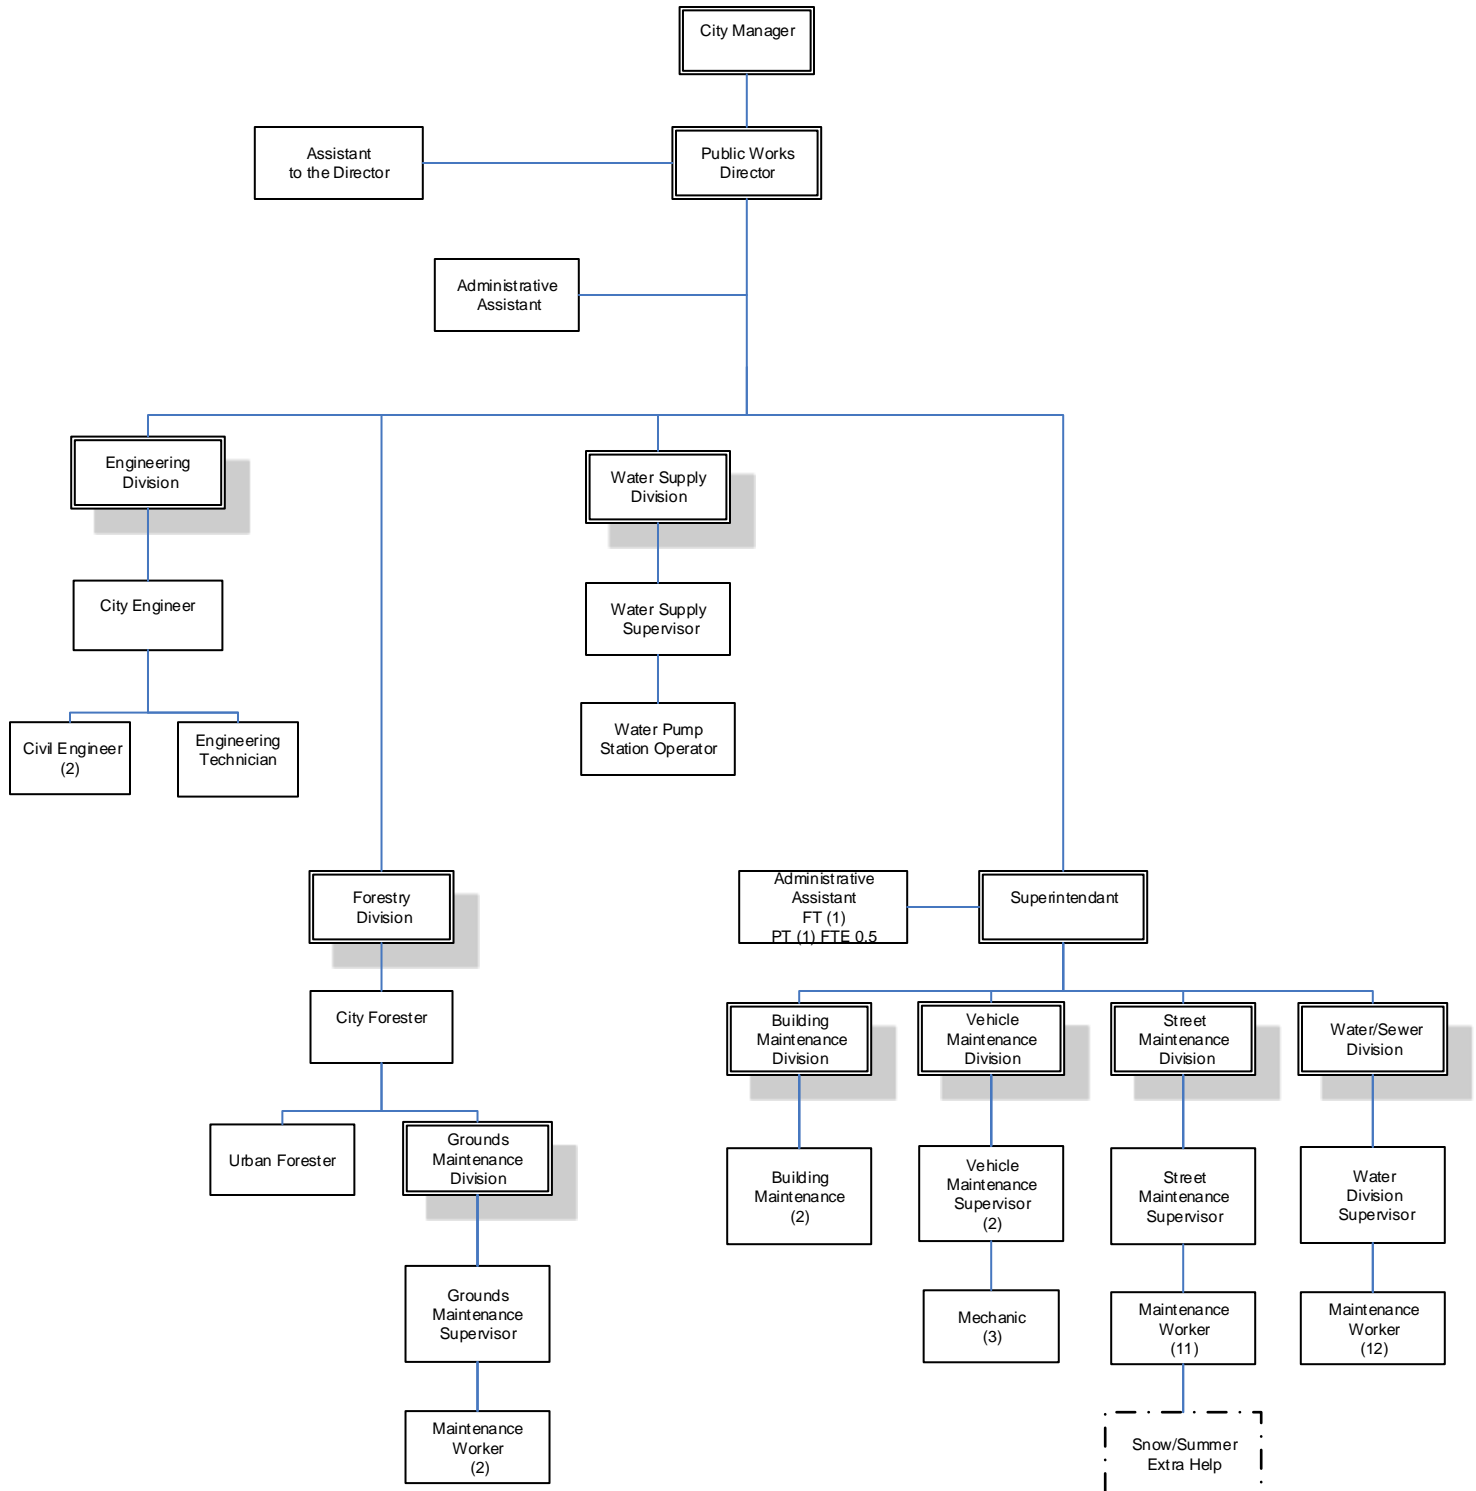 City Manager
Assistant
to the Director
Public Works
Director
Administrative
Assistant
Engineering
Division
Water Supply
Division
City Engineer
Water Supply
Supervisor
Civil Engineer
(2)
Engineering
Technician
Water Pump
Station Operator
Forestry
Division
Administrative
Assistant
FT (1)
PT (1) FTE 0.5
Superintendant
City Forester
Building
Maintenance
Division
Vehicle
Maintenance
Division
Street
Maintenance
Division
Water/Sewer
Division
Urban Forester
Grounds
Maintenance
Division
Building
Maintenance
(2)
Vehicle
Maintenance
Supervisor
(2)
Street
Maintenance
Supervisor
Water
Division
Supervisor
Grounds
Maintenance
Supervisor
Mechanic
(3)
Maintenance
Worker
(11)
Maintenance
Worker
(12)
Maintenance
Worker
(2)
Snow/Summer
Extra Help